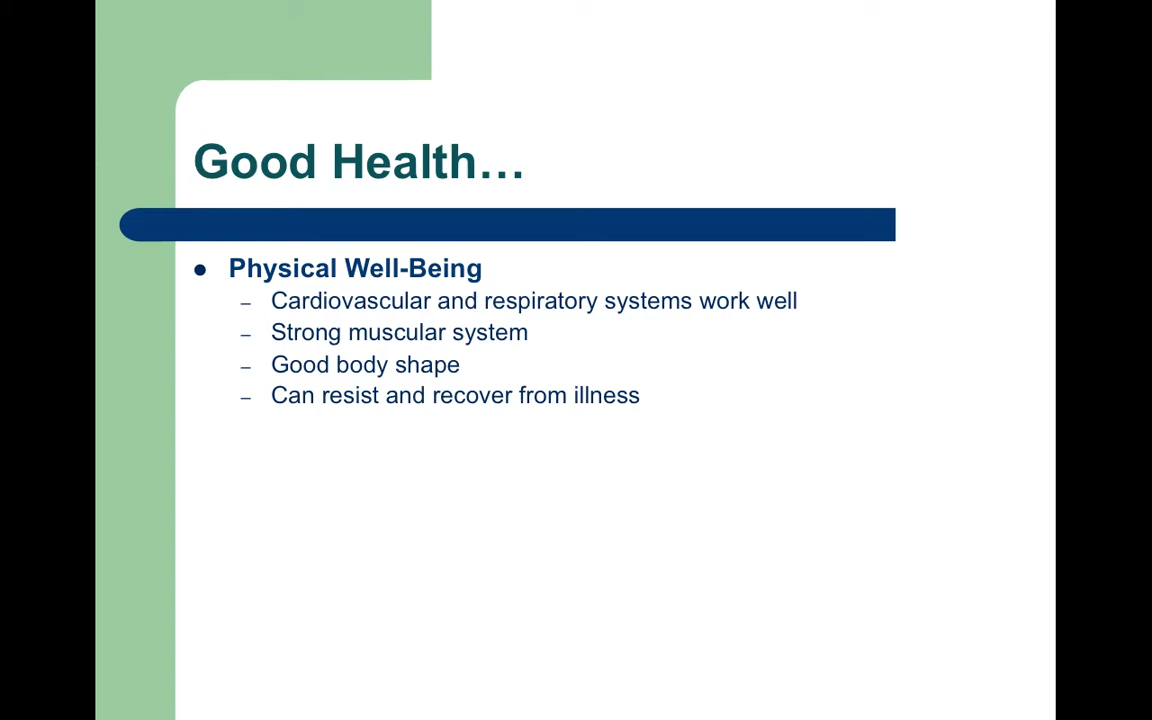 Good Health…
● Physical Well-Being
– Cardiovascular and respiratory systems work well
– Strong muscular system
– Good body shape
– Can resist and recover from illness